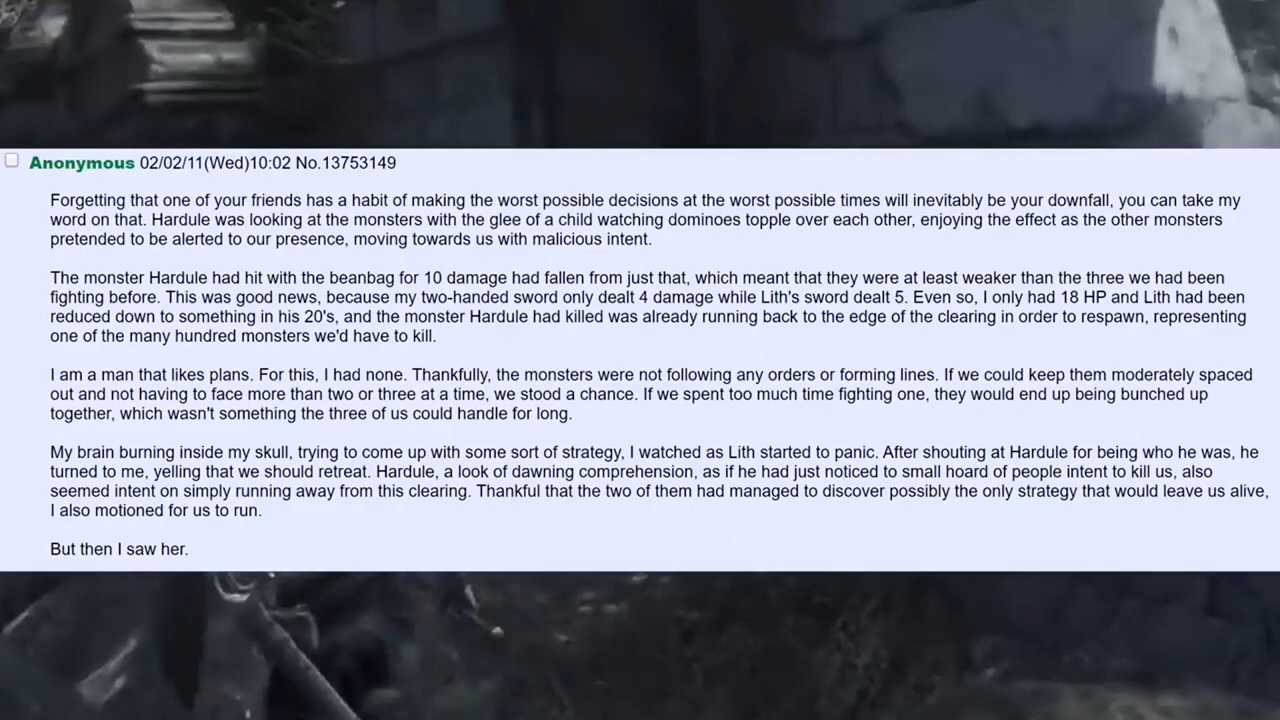 Anonymous 02/02/11(Wed)10:02 No.13753149
Forgetting that one of your friends has a habit of making the worst possible decisions at the worst possible times will inevitably be your downfall, you can take my
word on that. Hardule was looking at the monsters with the glee of a child watching dominoes topple over each other, enjoying the effect as the other monsters
pretended to be alerted to our presence, moving towards us with malicious intent.
The monster Hardule had hit with the beanbag for 10 damage had fallen from just that, which meant that they were at least weaker than the three we had been
fighting before. This was good news, because my two-handed sword only dealt 4 damage while Lith's sword dealt 5. Even so, I only had 18 HP and Lith had been
reduced down to something in his 20's, and the monster Hardule had killed was already running back to the edge of the clearing in order to respawn, representing
one of the many hundred monsters we'd have to kill.
I am a man that likes plans. For this, I had none. Thankfully, the monsters were not following any orders or forming lines. If we could keep them moderately spaced
out and not having to face more than two or three at a time, we stood a chance. If we spent too much time fighting one, they would end up being bunched up
together, which wasn't something the three of us could handle for long.
My brain burning inside my skull, trying to come up with some sort of strategy, I watched as Lith started to panic. After shouting at Hardule for being who he was, he
turned to me, yelling that we should retreat. Hardule, a look of dawning comprehension, as if he had just noticed to small hoard of people intent to kill us, also
seemed intent on simply running away from this clearing. Thankful that the two of them had managed to discover possibly the only strategy that would leave us alive,
I also motioned for us to run.
But then I saw her.